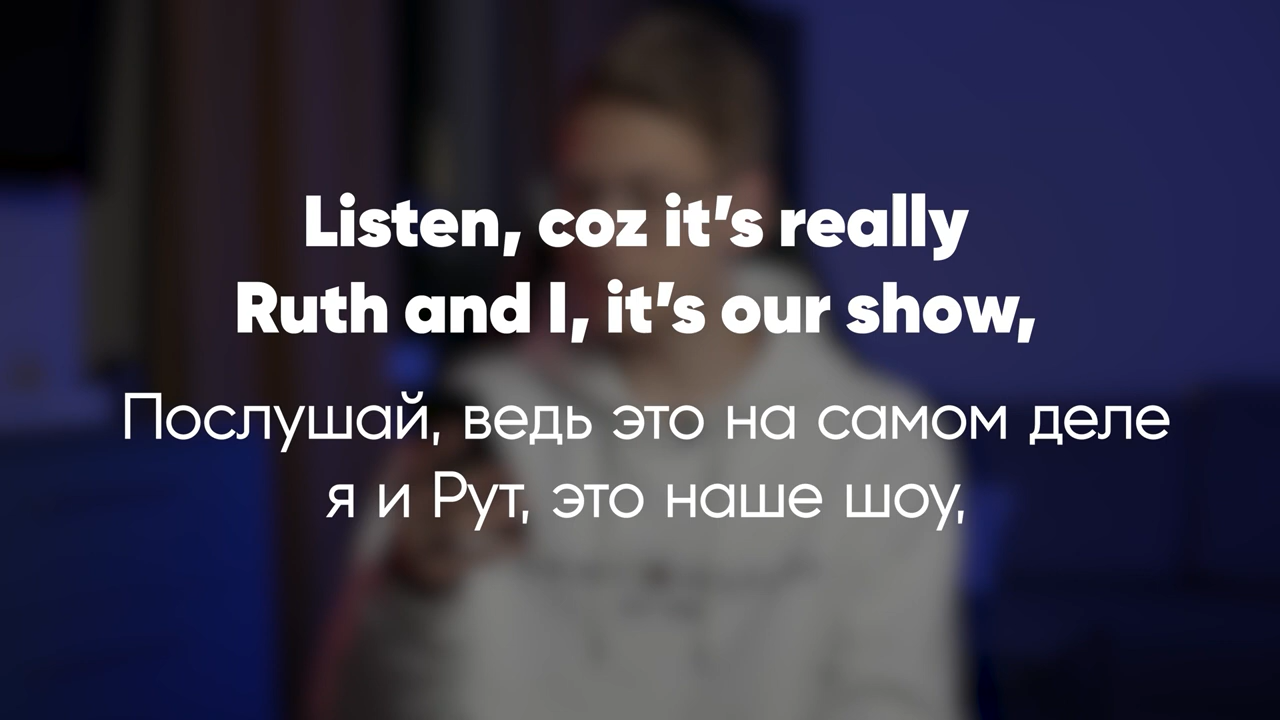 Listen, coz it’s really
Ruth and I, it’s our show,
Послушай, ведь это на самом деле
я и Рут, это наше шоу,